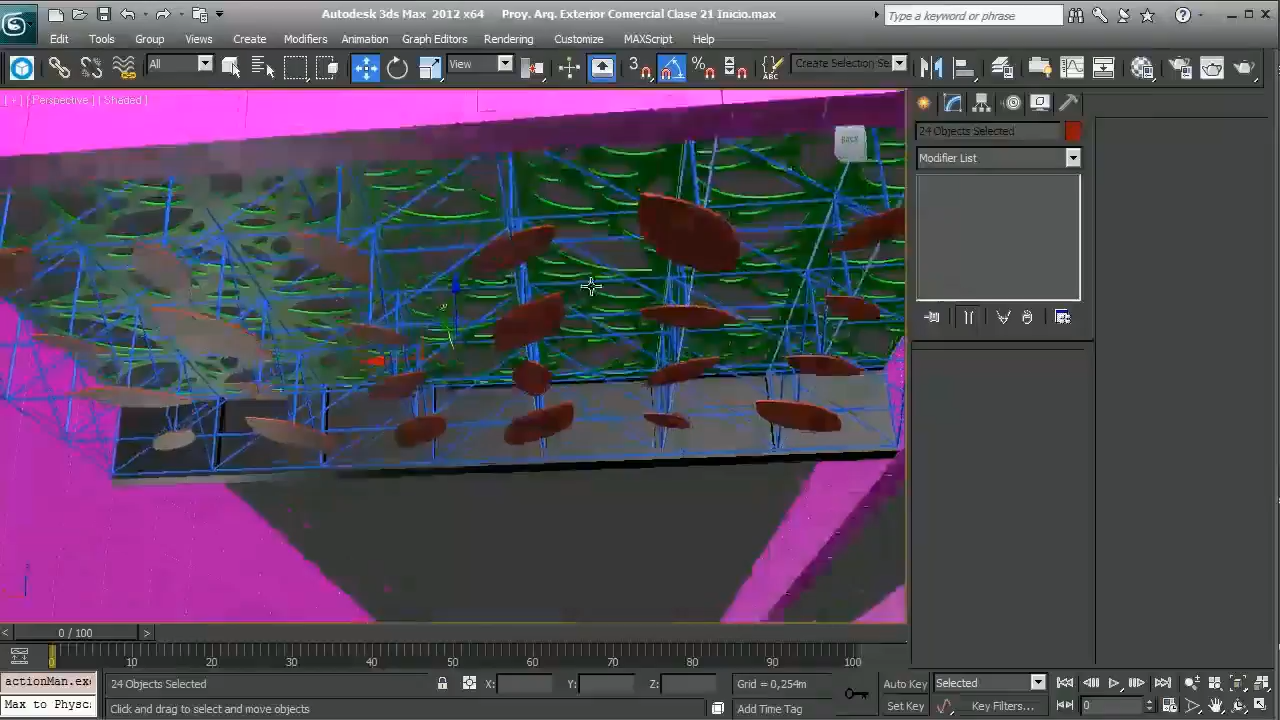 Autodesk 3ds Max 2012 x64
Proy. Arq. Exterior Comercial Clase 21 Inicio.max
Type a keyword or phrase
Edit
Tools
Group
Views
Create
Modifiers
Animation
Graph Editors
Rendering
Customize
MAXScript
Help
All
View
3
Create Selection Se
[ + ] [ Perspective ] [ Shaded ]
24 Objects Selected
Modifier List
< 0 / 100 >
0 10 20 30 40 50 60 70 80 90 100
actionMan.exe
24 Objects Selected
X:
Y:
Z:
Grid = 0,254m
Auto Key
Selected
Max to Physc
Click and drag to select and move objects
Add Time Tag
Set Key
Key Filters...
0